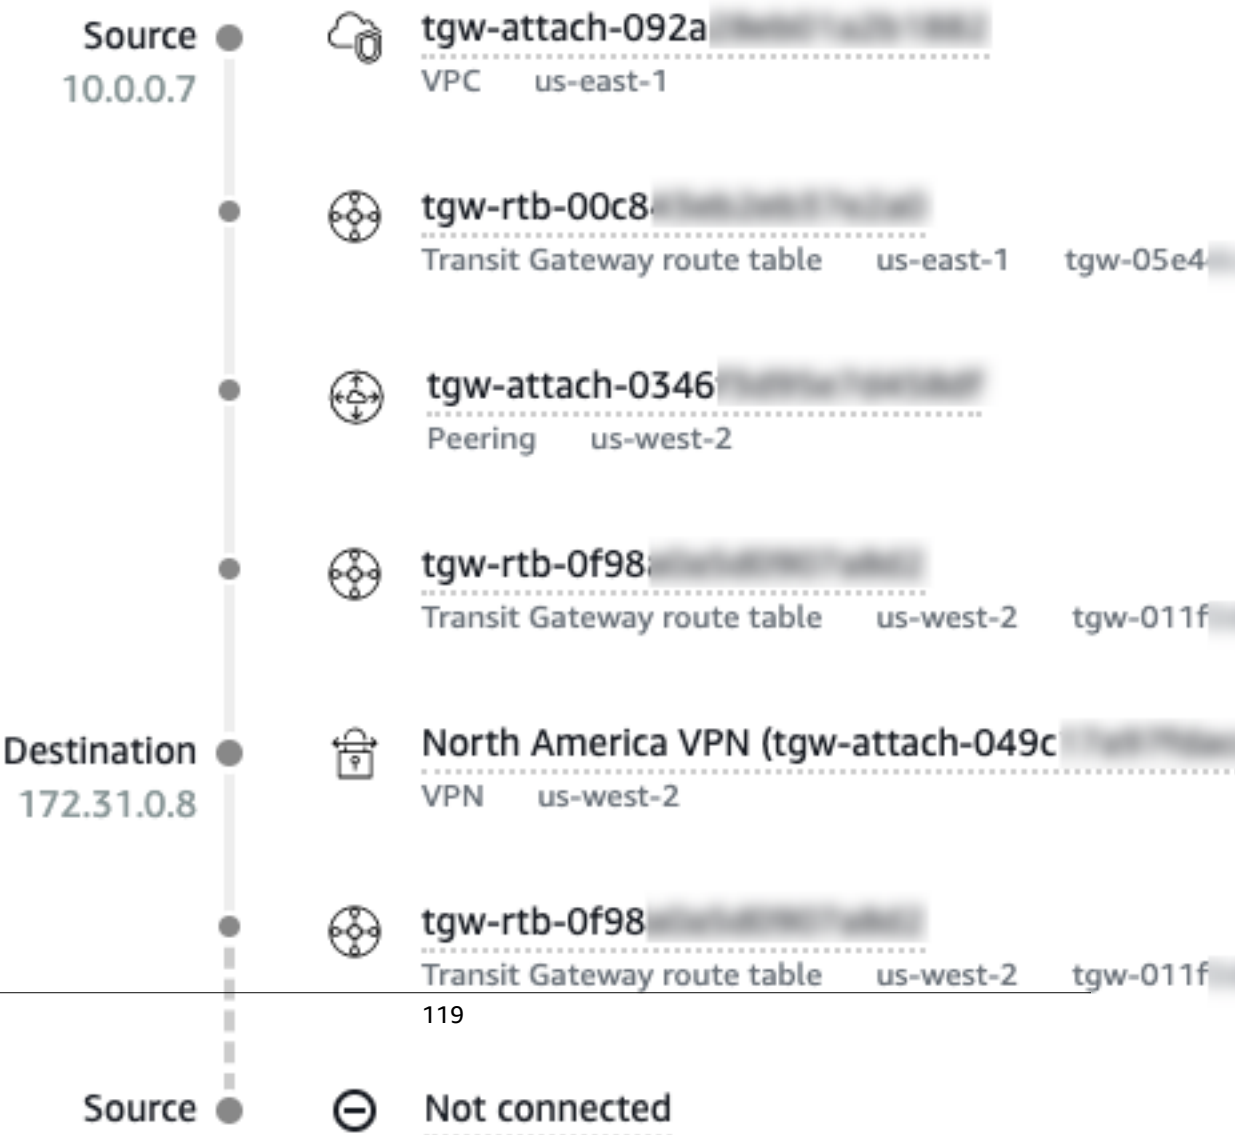 Source
tgw-attach-092a
10.0.0.7
VPC us-east-1
tgw-rtb-00c8
Transit Gateway route table us-east-1 tgw-05e4
tgw-attach-0346
Peering us-west-2
tgw-rtb-0f98
Transit Gateway route table us-west-2 tgw-011f
Destination
North America VPN (tgw-attach-049c
172.31.0.8
VPN us-west-2
tgw-rtb-0f98
Transit Gateway route table us-west-2 tgw-011f
119
Source
Not connected